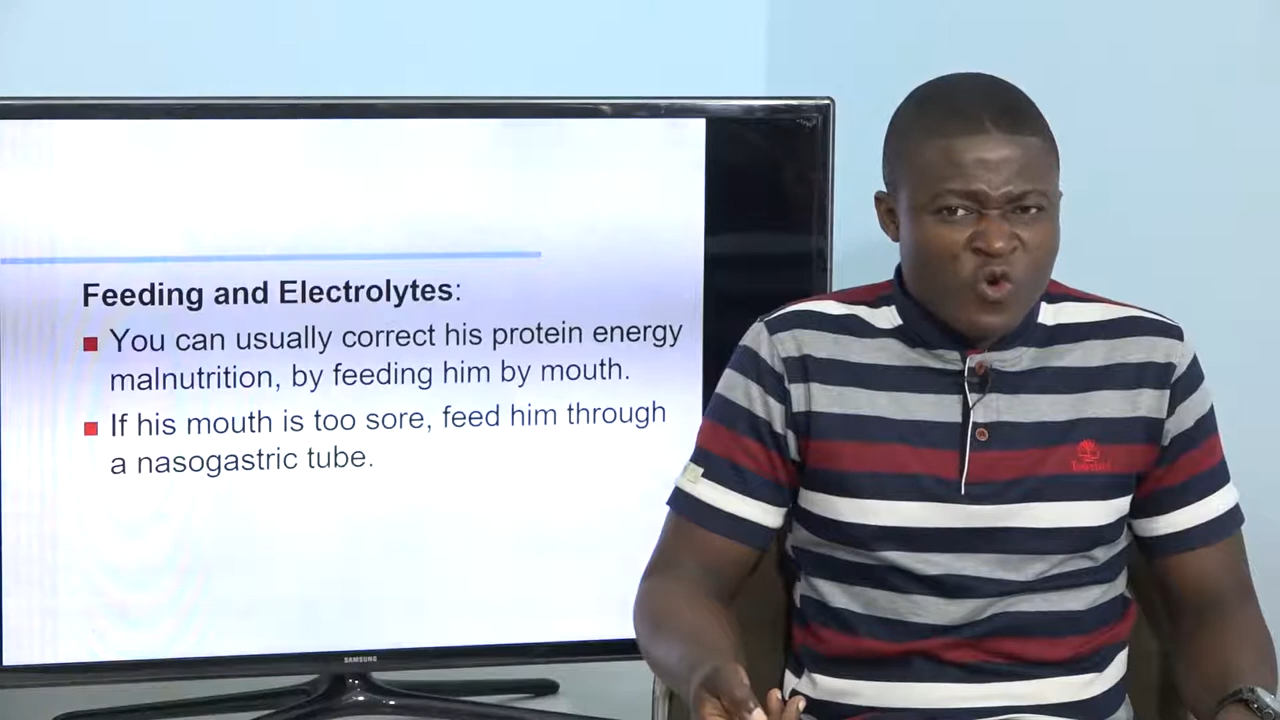 Feeding and Electrolytes:
You can usually correct his protein energy
malnutrition, by feeding him by mouth.
If his mouth is too sore, feed him through
a nasogastric tube.
SAMSUNG